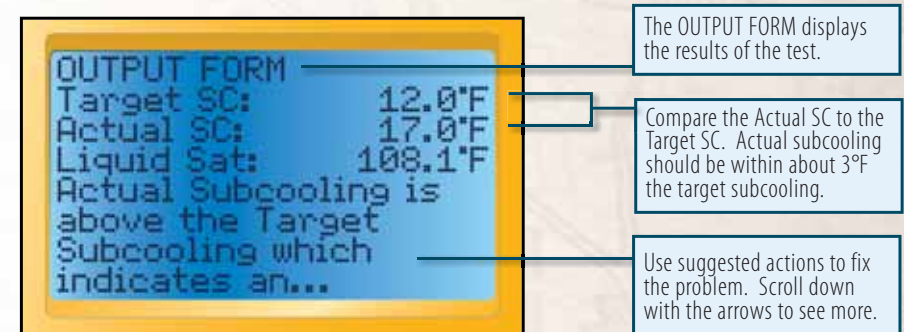 OUTPUT FORM
Target SC: 12.0°F
Actual SC: 17.0°F
Liquid Sat: 108.1°F
Actual Subcooling is
above the Target
Subcooling which
indicates an...
The OUTPUT FORM displays
the results of the test.
Compare the Actual SC to the
Target SC. Actual subcooling
should be within about 3°F
the target subcooling.
Use suggested actions to fix
the problem. Scroll down
with the arrows to see more.